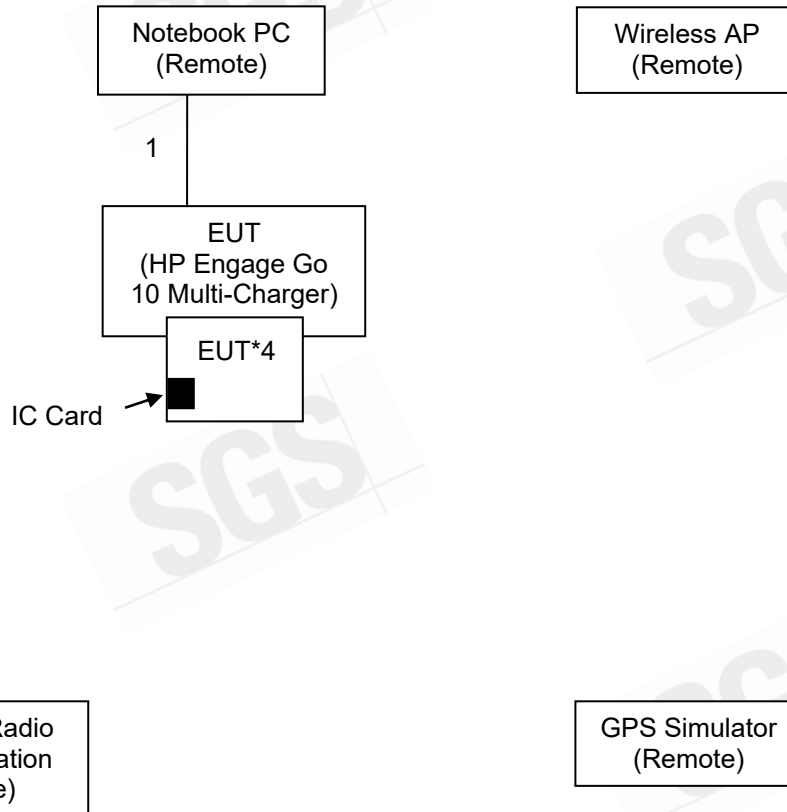 Notebook PC
(Remote)
Wireless AP
(Remote)
1
EUT
(HP Engage Go
10 Multi-Charger)
EUT*4
IC Card
SGS
GPS Simulator
(Remote)